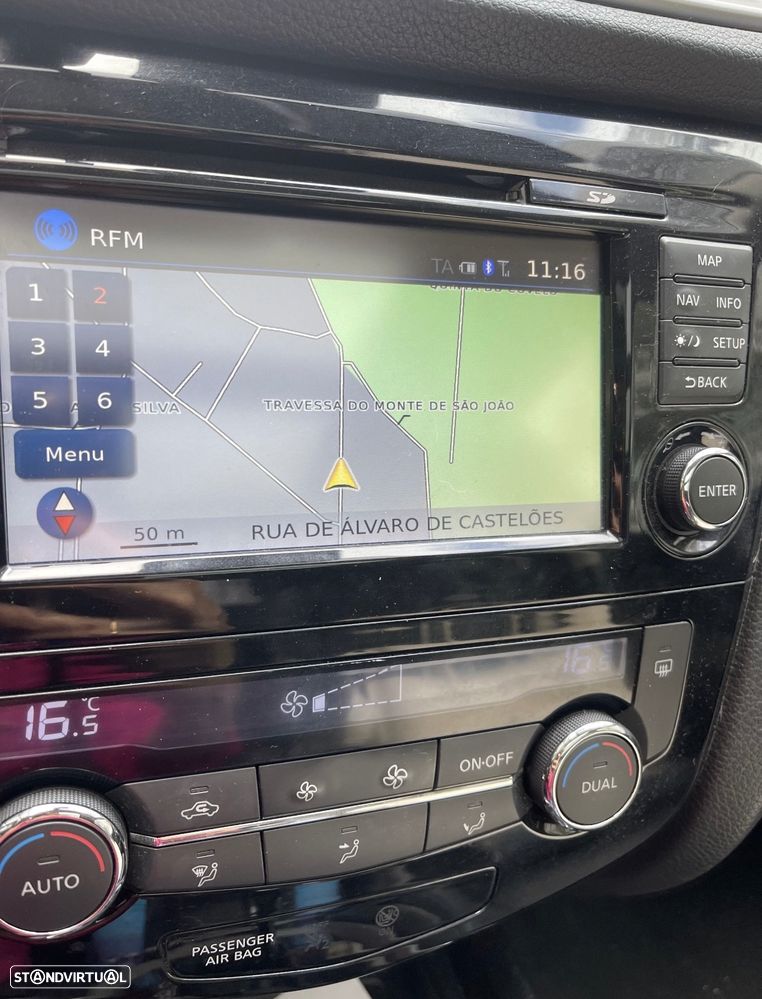 SD
RFM
TA
11:16
MAP
NAV INFO
SETUP
BACK
ENTER
1 2
3 4
5 6
Menu
SILVA
TRAVESSA DO MONTE DE SÃO JOÃO
50 m
RUA DE ÁLVARO DE CASTELÕES
16.5 °C
16.5
ON·OFF
DUAL
AUTO
PASSENGER
AIR BAG
STANDVIRTUAL